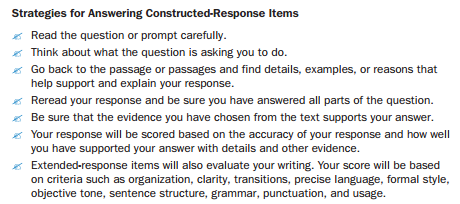 Strategies for Answering Constructed-Response Items
Read the question or prompt carefully.
Think about what the question is asking you to do.
Go back to the passage or passages and find details, examples, or reasons that
help support and explain your response.
Reread your response and be sure you have answered all parts of the question.
Be sure that the evidence you have chosen from the text supports your answer.
Your response will be scored based on the accuracy of your response and how well
you have supported your answer with details and other evidence.
Extended-response items will also evaluate your writing. Your score will be based
on criteria such as organization, clarity, transitions, precise language, formal style,
objective tone, sentence structure, grammar, punctuation, and usage.